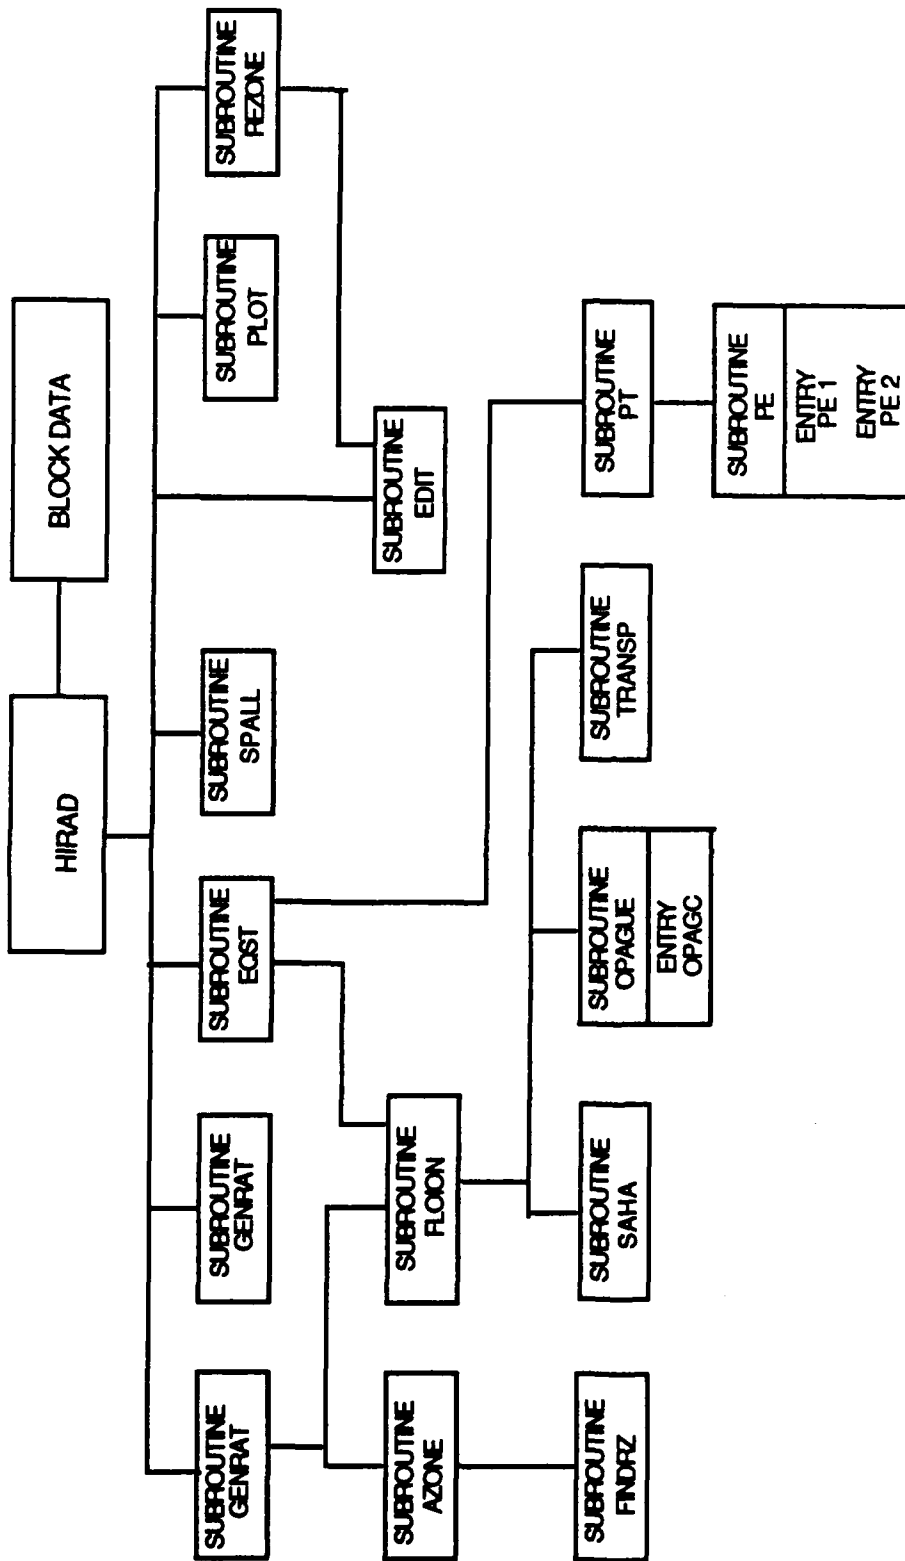 HIRAD
BLOCK DATA
SUBROUTINE
GENRAT
SUBROUTINE
GENRAT
SUBROUTINE
EQST
SUBROUTINE
SPALL
SUBROUTINE
PLOT
SUBROUTINE
REZONE
SUBROUTINE
AZONE
SUBROUTINE
FLOION
SUBROUTINE
EDIT
SUBROUTINE
FINDRZ
SUBROUTINE
SAHA
SUBROUTINE
OPAGUE
ENTRY
OPAGC
SUBROUTINE
TRANSP
SUBROUTINE
PT
SUBROUTINE
PE
ENTRY
PE 1
ENTRY
PE 2